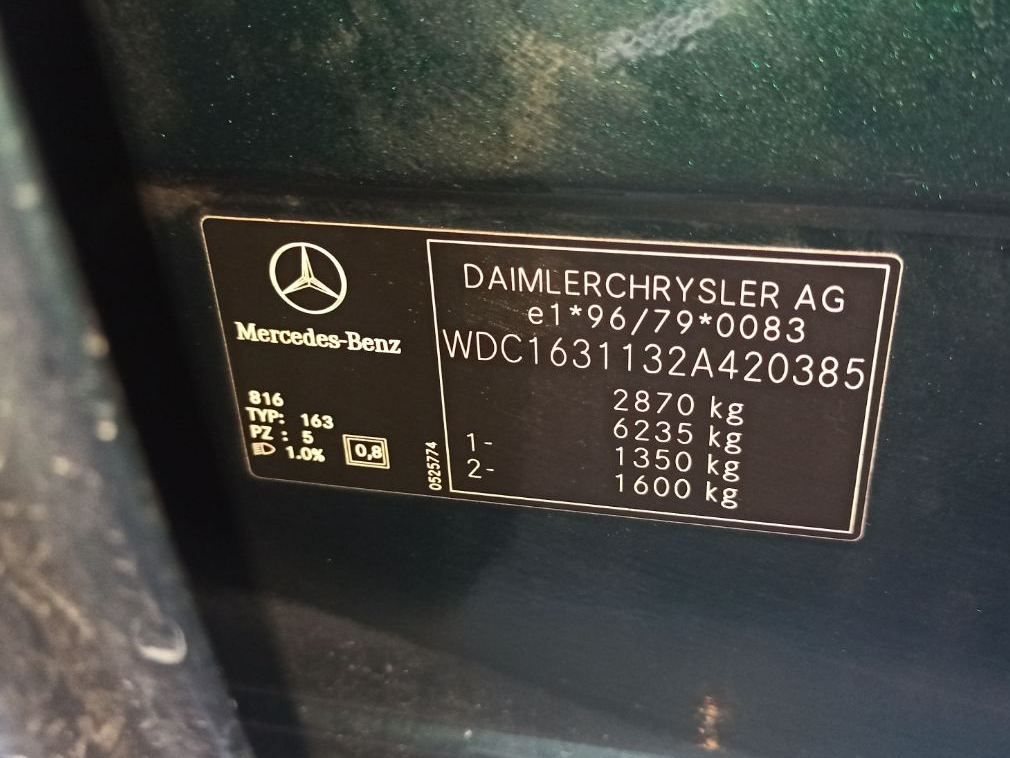 Mercedes-Benz
816
TYP: 163
PZ : 5
1.0%
0,8
0525774
DAIMLERCHRYSLER AG
e1*96/79*0083
WDC1631132A420385
2870 kg
6235 kg
1- 1350 kg
2- 1600 kg